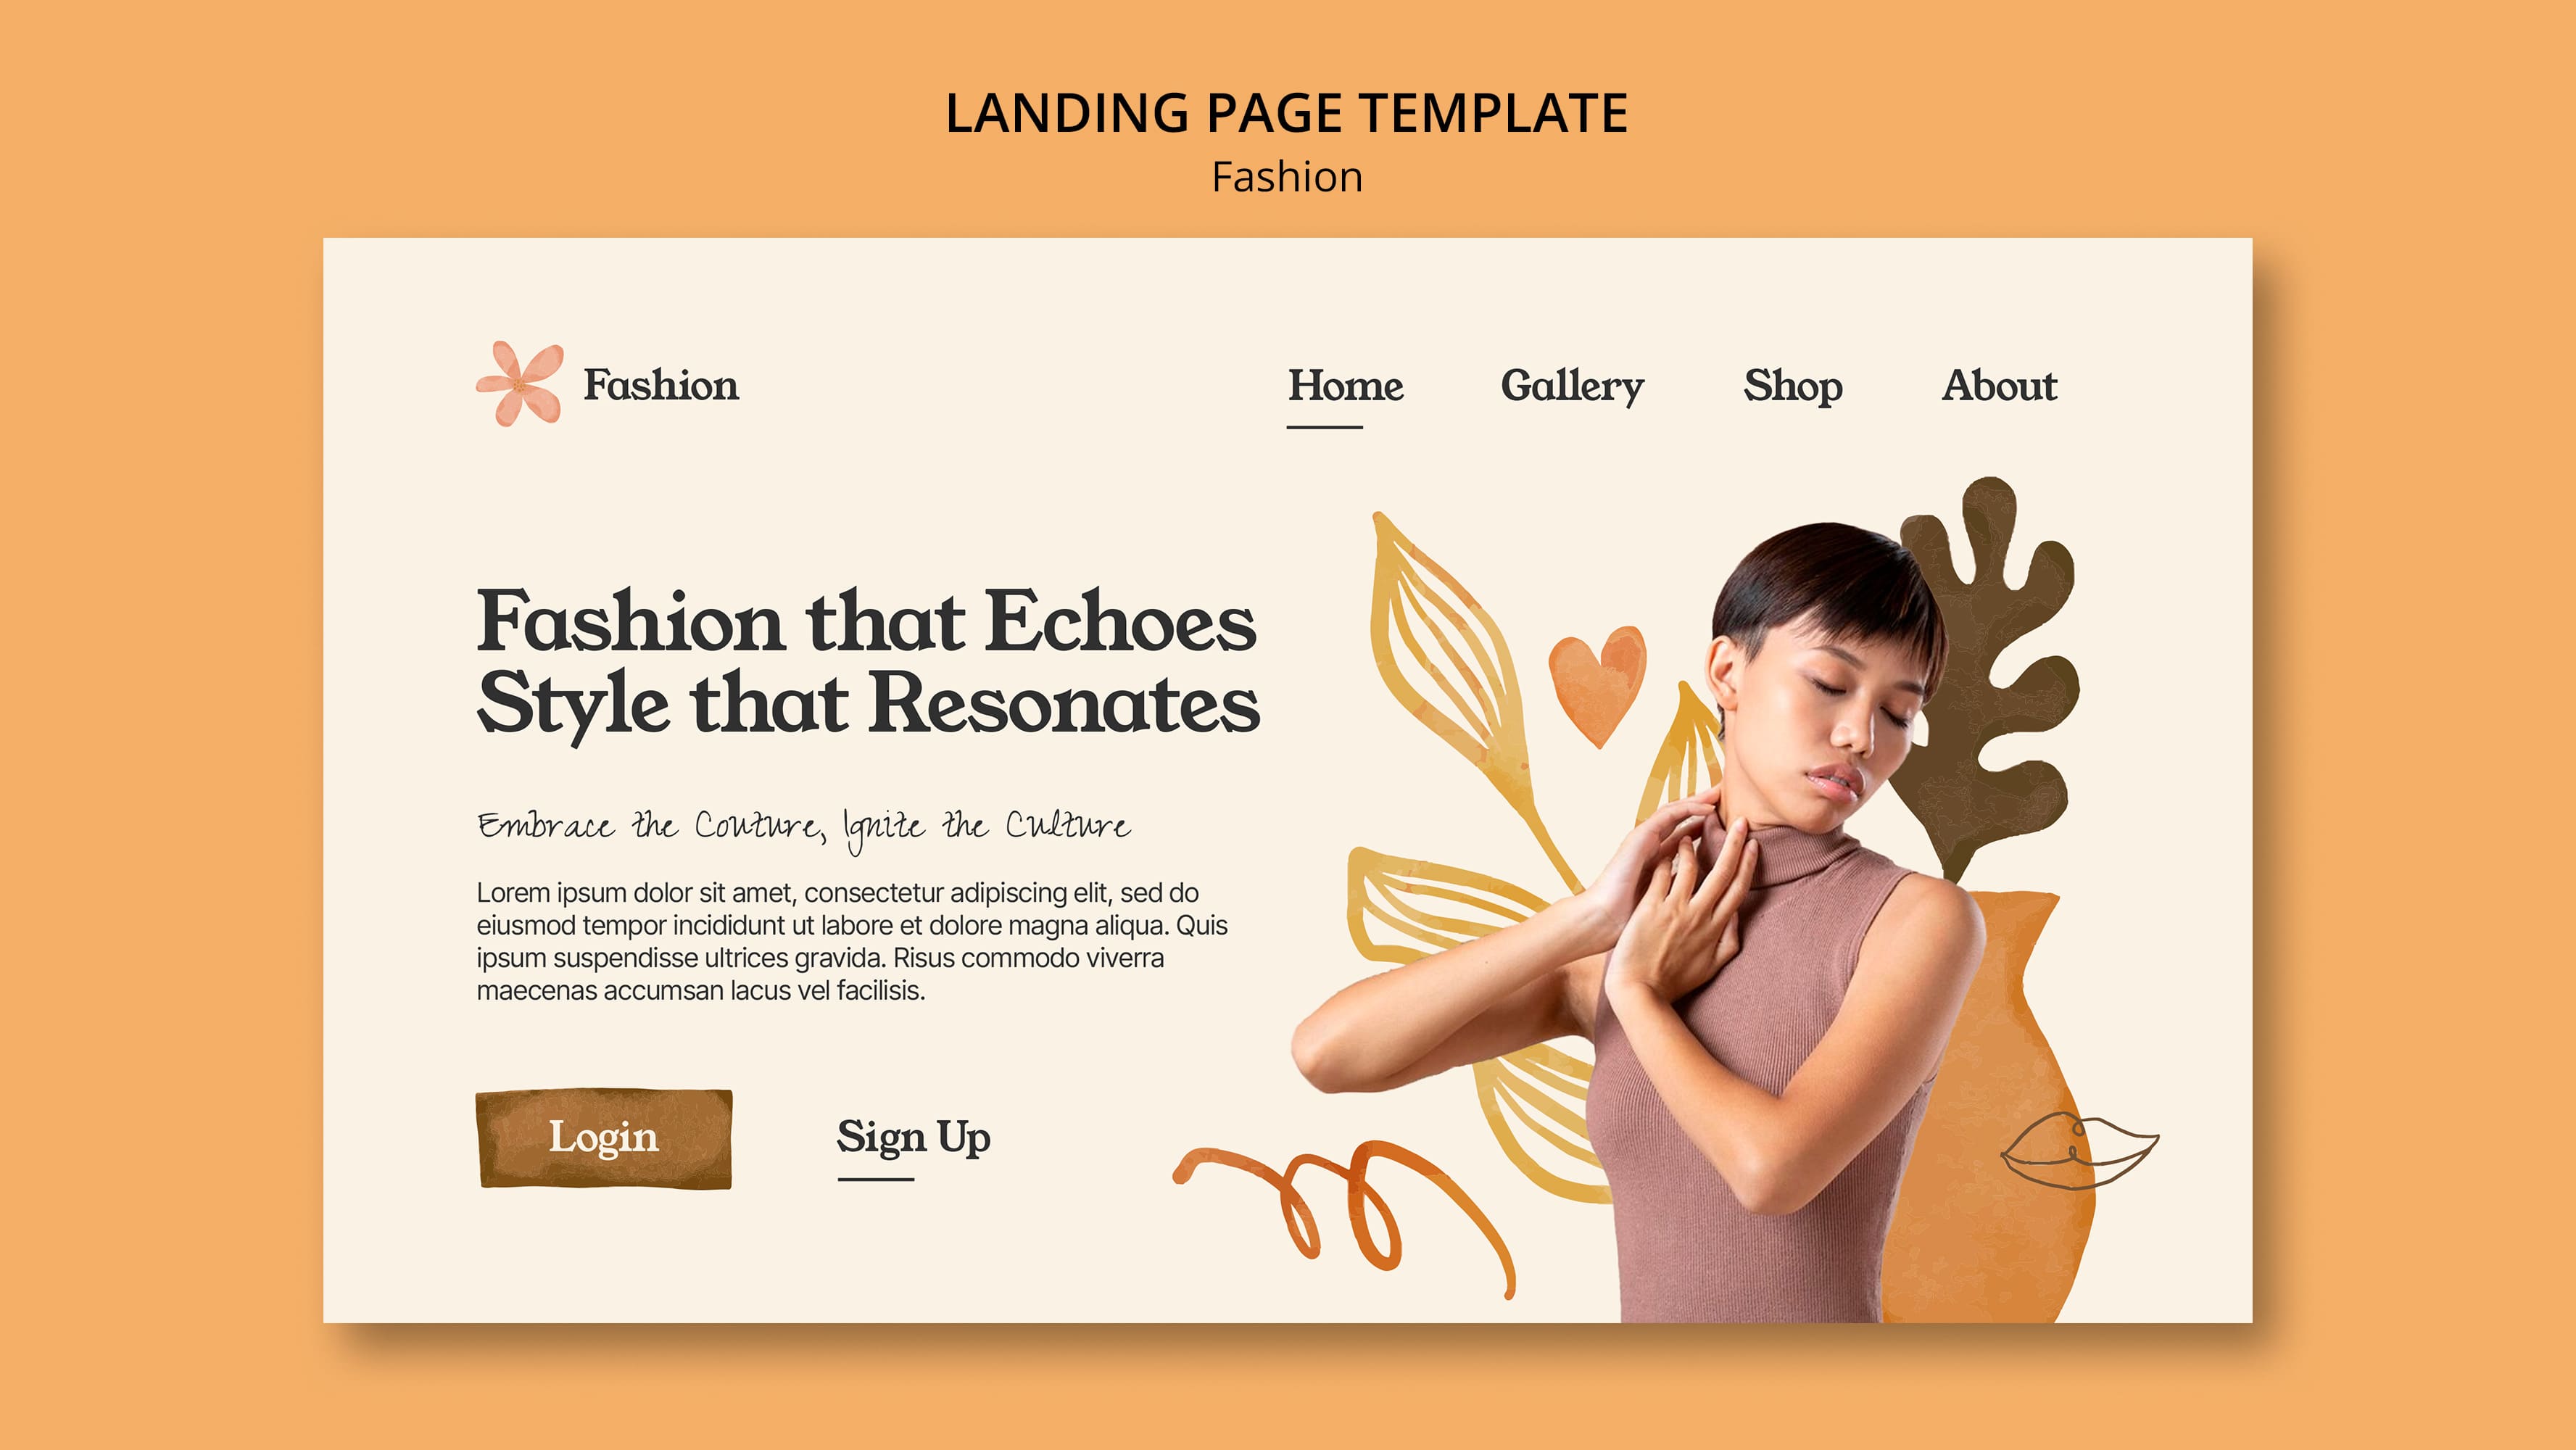 LANDING PAGE TEMPLATE
Fashion
Fashion
Home
Gallery
Shop
About
Fashion that Echoes
Style that Resonates
Embrace the Couture, Ignite the Culture
Lorem ipsum dolor sit amet, consectetur adipiscing elit, sed do
eiusmod tempor incididunt ut labore et dolore magna aliqua. Quis
ipsum suspendisse ultrices gravida. Risus commodo viverra
maecenas accumsan lacus vel facilisis.
Login
Sign Up